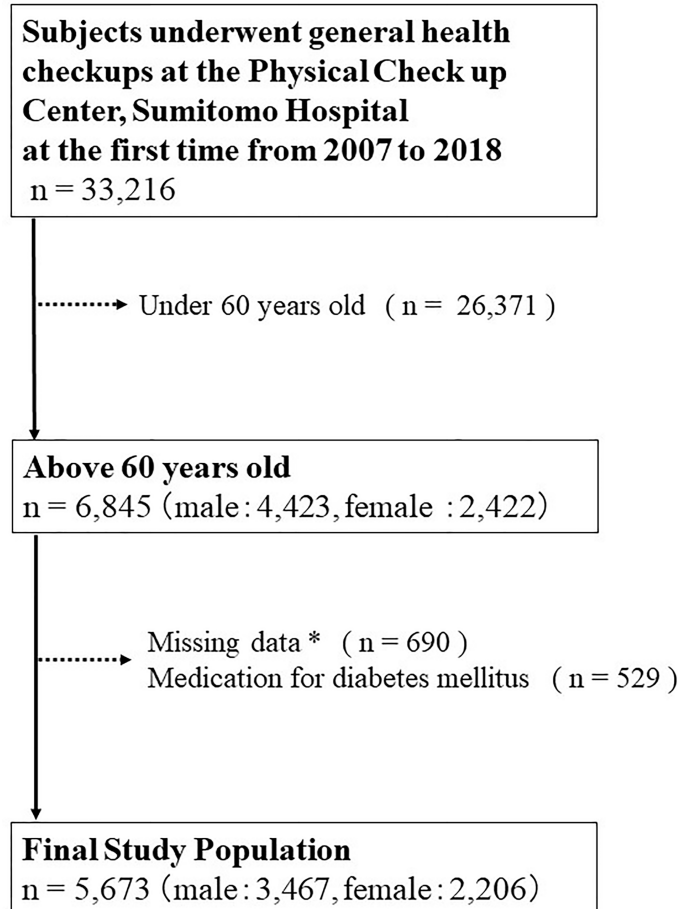 Subjects underwent general health
checkups at the Physical Check up
Center, Sumitomo Hospital
at the first time from 2007 to 2018
n = 33,216
Under 60 years old ( n = 26,371 )
Above 60 years old
n = 6,845 (male : 4,423, female : 2,422)
Missing data * ( n = 690 )
Medication for diabetes mellitus ( n = 529 )
Final Study Population
n = 5,673 (male : 3,467, female : 2,206)